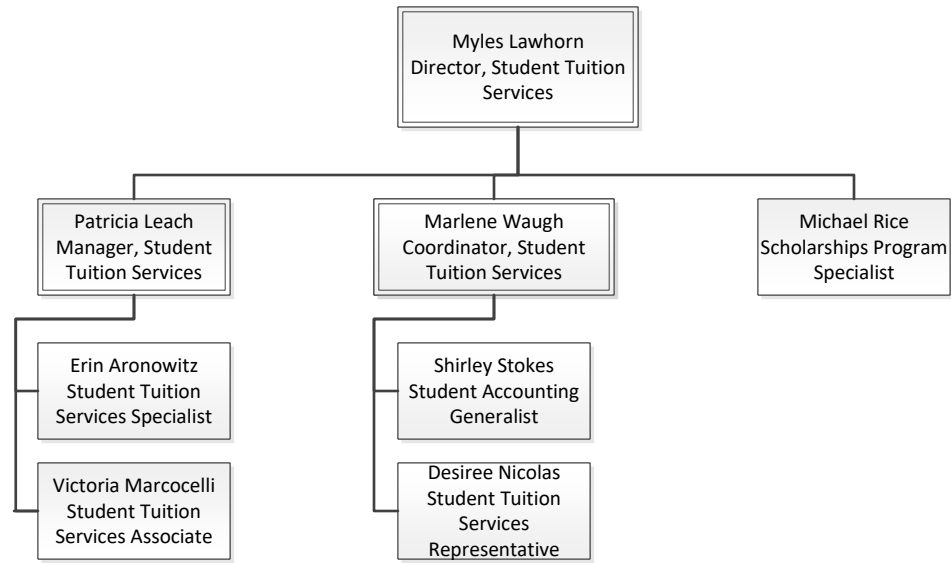 Myles Lawhorn
Director, Student Tuition
Services
Patricia Leach
Manager, Student
Tuition Services
Marlene Waugh
Coordinator, Student
Tuition Services
Michael Rice
Scholarships Program
Specialist
Erin Aronowitz
Student Tuition
Services Specialist
Shirley Stokes
Student Accounting
Generalist
Victoria Marcocelli
Student Tuition
Services Associate
Desiree Nicolas
Student Tuition
Services
Representative